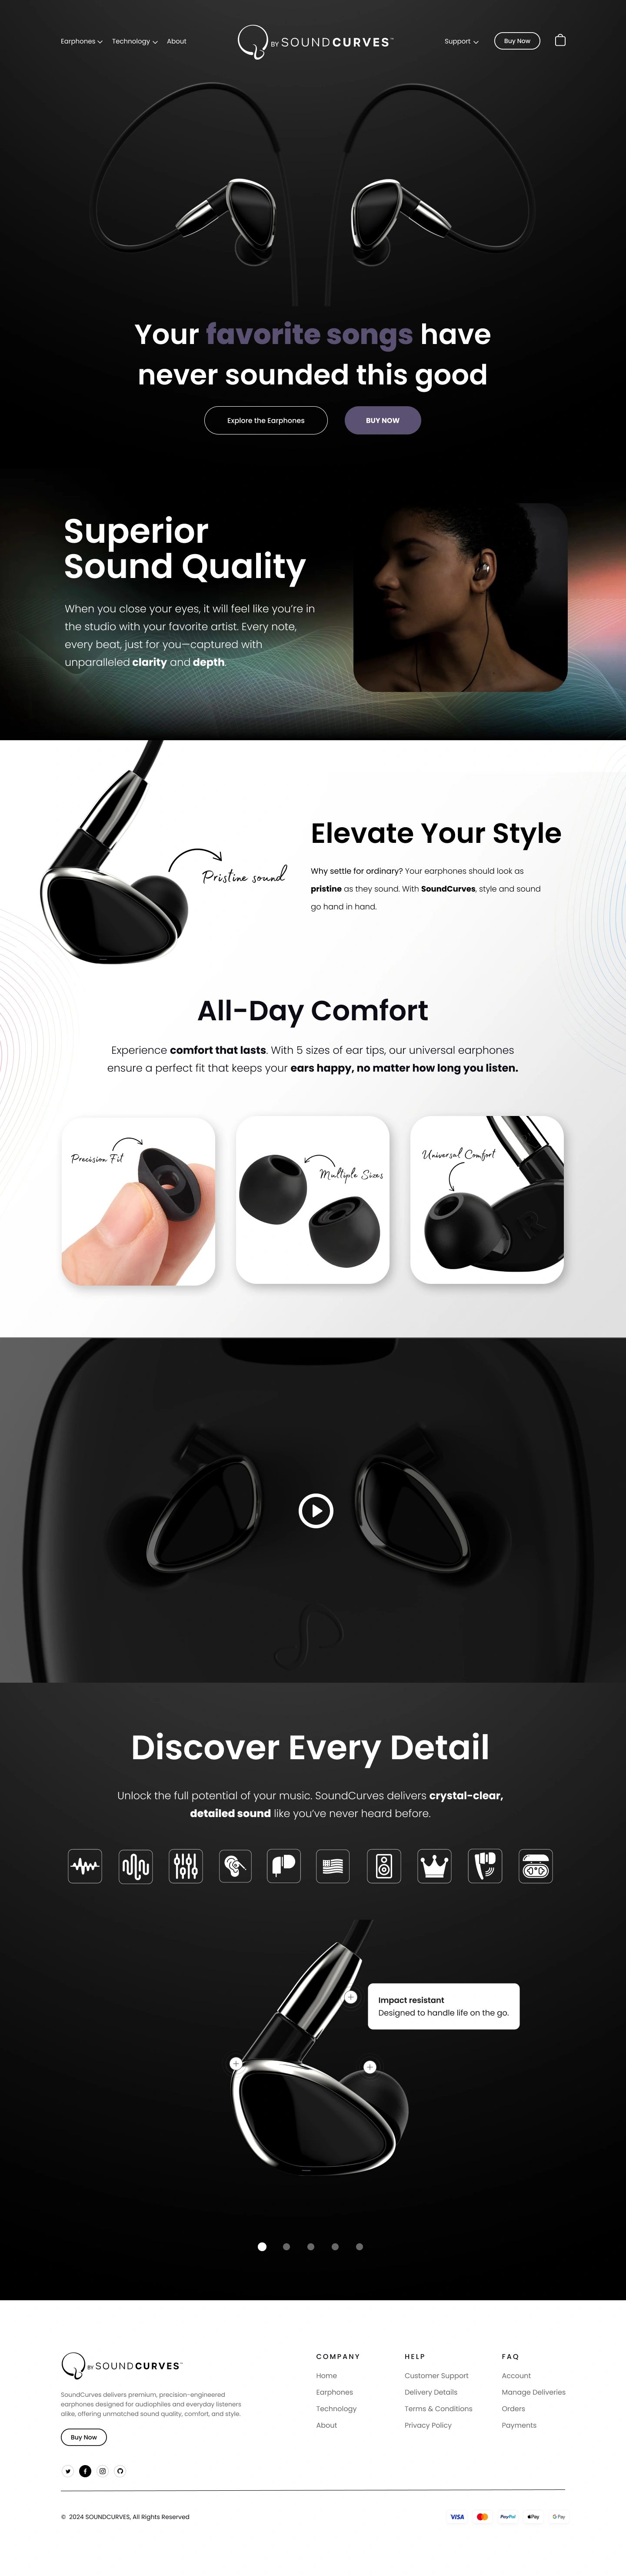 Earphones Technology About
BY SOUNDCURVES™
Support Buy Now
Your favorite songs have
never sounded this good
Explore the Earphones
BUY NOW
Superior
Sound Quality
When you close your eyes, it will feel like you're in
the studio with your favorite artist. Every note,
every beat, just for you—captured with
unparalleled clarity and depth.
Pristine sound
Elevate Your Style
Why settle for ordinary? Your earphones should look as
pristine as they sound. With SoundCurves, style and sound
go hand in hand.
All-Day Comfort
Experience comfort that lasts. With 5 sizes of ear tips, our universal earphones
ensure a perfect fit that keeps your ears happy, no matter how long you listen.
Precision Fit
Multiple Sizes
Universal Comfort
R
Discover Every Detail
Unlock the full potential of your music. SoundCurves delivers crystal-clear,
detailed sound like you've never heard before.
Impact resistant
Designed to handle life on the go.
BY SOUNDCURVES™
SoundCurves delivers premium, precision-engineered
earphones designed for audiophiles and everyday listeners
alike, offering unmatched sound quality, comfort, and style.
Buy Now
COMPANY
Home
Earphones
Technology
About
HELP
Customer Support
Delivery Details
Terms & Conditions
Privacy Policy
FAQ
Account
Manage Deliveries
Orders
Payments
© 2024 SOUNDCURVES, All Rights Reserved
VISA
PayPal
Pay
G Pay